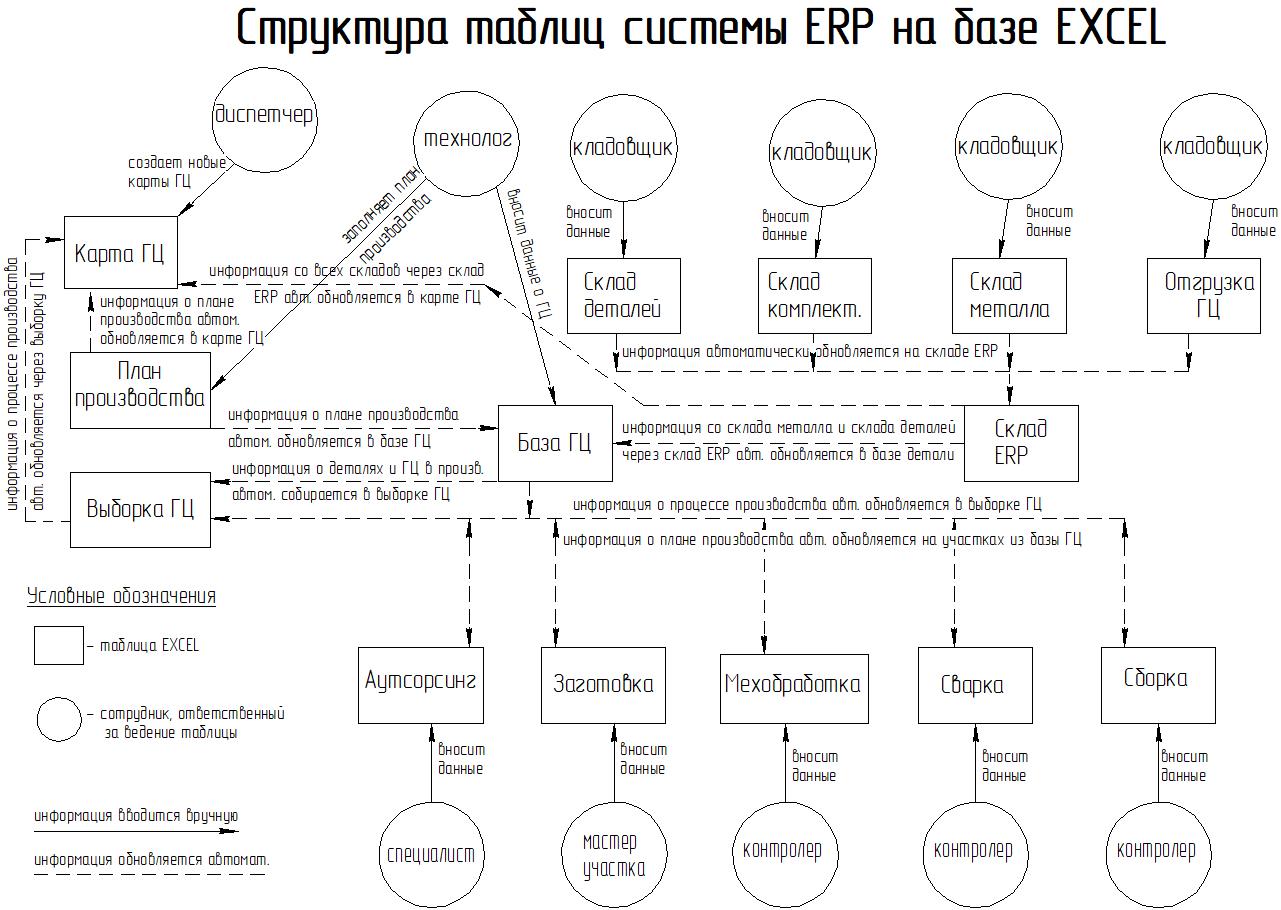 Структура таблиц системы ERP на базе EXCEL
диспетчер
технолог
кладовщик
кладовщик
кладовщик
кладовщик
создает новые
карты ГЦ
заполняет план
производства
вносит данные о ГЦ
вносит
данные
вносит
данные
вносит
данные
вносит
данные
Карта ГЦ
информация со всех складов через склад
ERP авт. обновляется в карте ГЦ
Склад
деталей
Склад
комплект.
Склад
металла
Отгрузка
ГЦ
информация о процессе производства
авт. обновляется через выборку ГЦ
информация о плане
производства автом.
обновляется в карте ГЦ
информация автоматически обновляется на складе ERP
План
производства
информация о плане производства
автом. обновляется в базе ГЦ
База ГЦ
информация со склада металла и склада деталей
через склад ERP авт. обновляется в базе детали
Склад
ERP
информация о деталях и ГЦ в произв.
автом. собирается в выборке ГЦ
Выборка ГЦ
информация о процессе производства авт. обновляется в выборке ГЦ
информация о плане производства авт. обновляется на участках из базы ГЦ
Условные обозначения
– таблица EXCEL
– сотрудник, ответственный
за ведение таблицы
информация вводится вручную
информация обновляется автомат.
Аутсорсинг
Заготовка
Мехобработка
Сварка
Сборка
вносит
данные
вносит
данные
вносит
данные
вносит
данные
вносит
данные
специалист
мастер
участка
контролер
контролер
контролер